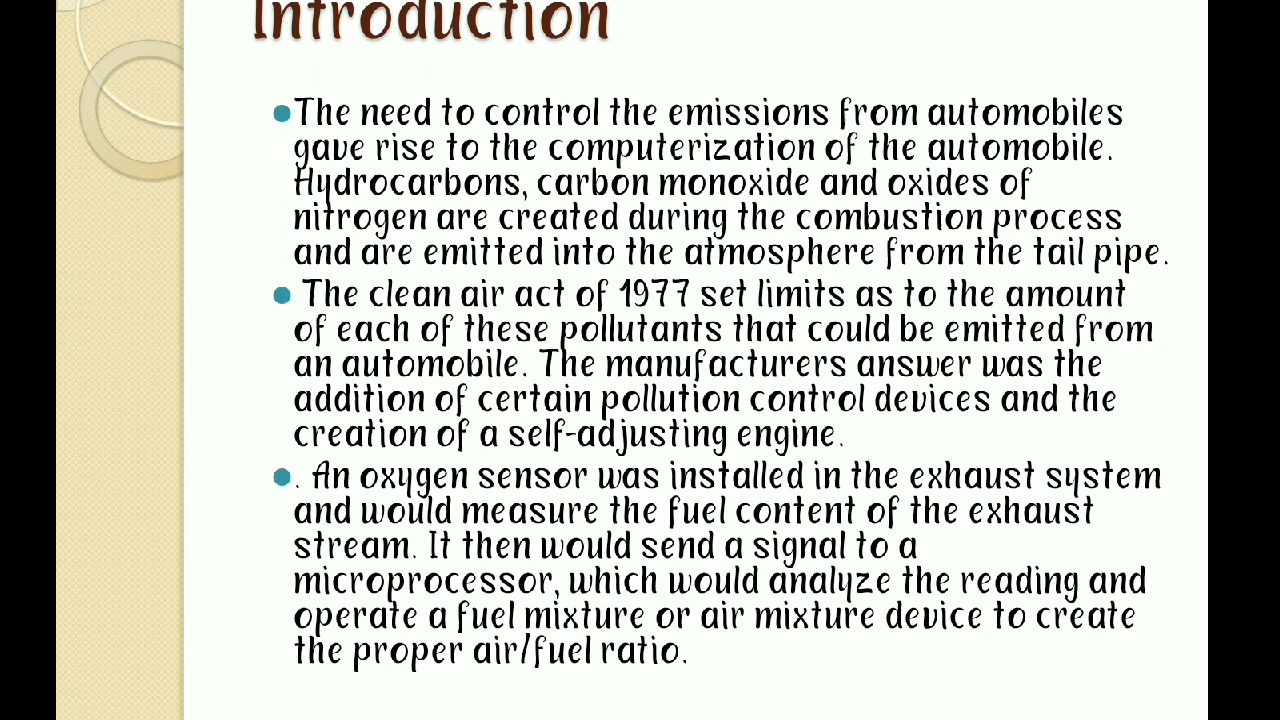 Introduction
•The need to control the emissions from automobiles
gave rise to the computerization of the automobile.
Hydrocarbons, carbon monoxide and oxides of
nitrogen are created during the combustion process
and are emitted into the atmosphere from the tail pipe.
• The clean air act of 1977 set limits as to the amount
of each of these pollutants that could be emitted from
an automobile. The manufacturers answer was the
addition of certain pollution control devices and the
creation of a self-adjusting engine.
•. An oxygen sensor was installed in the exhaust system
and would measure the fuel content of the exhaust
stream. It then would send a signal to a
microprocessor, which would analyze the reading and
operate a fuel mixture or air mixture device to create
the proper air/fuel ratio.